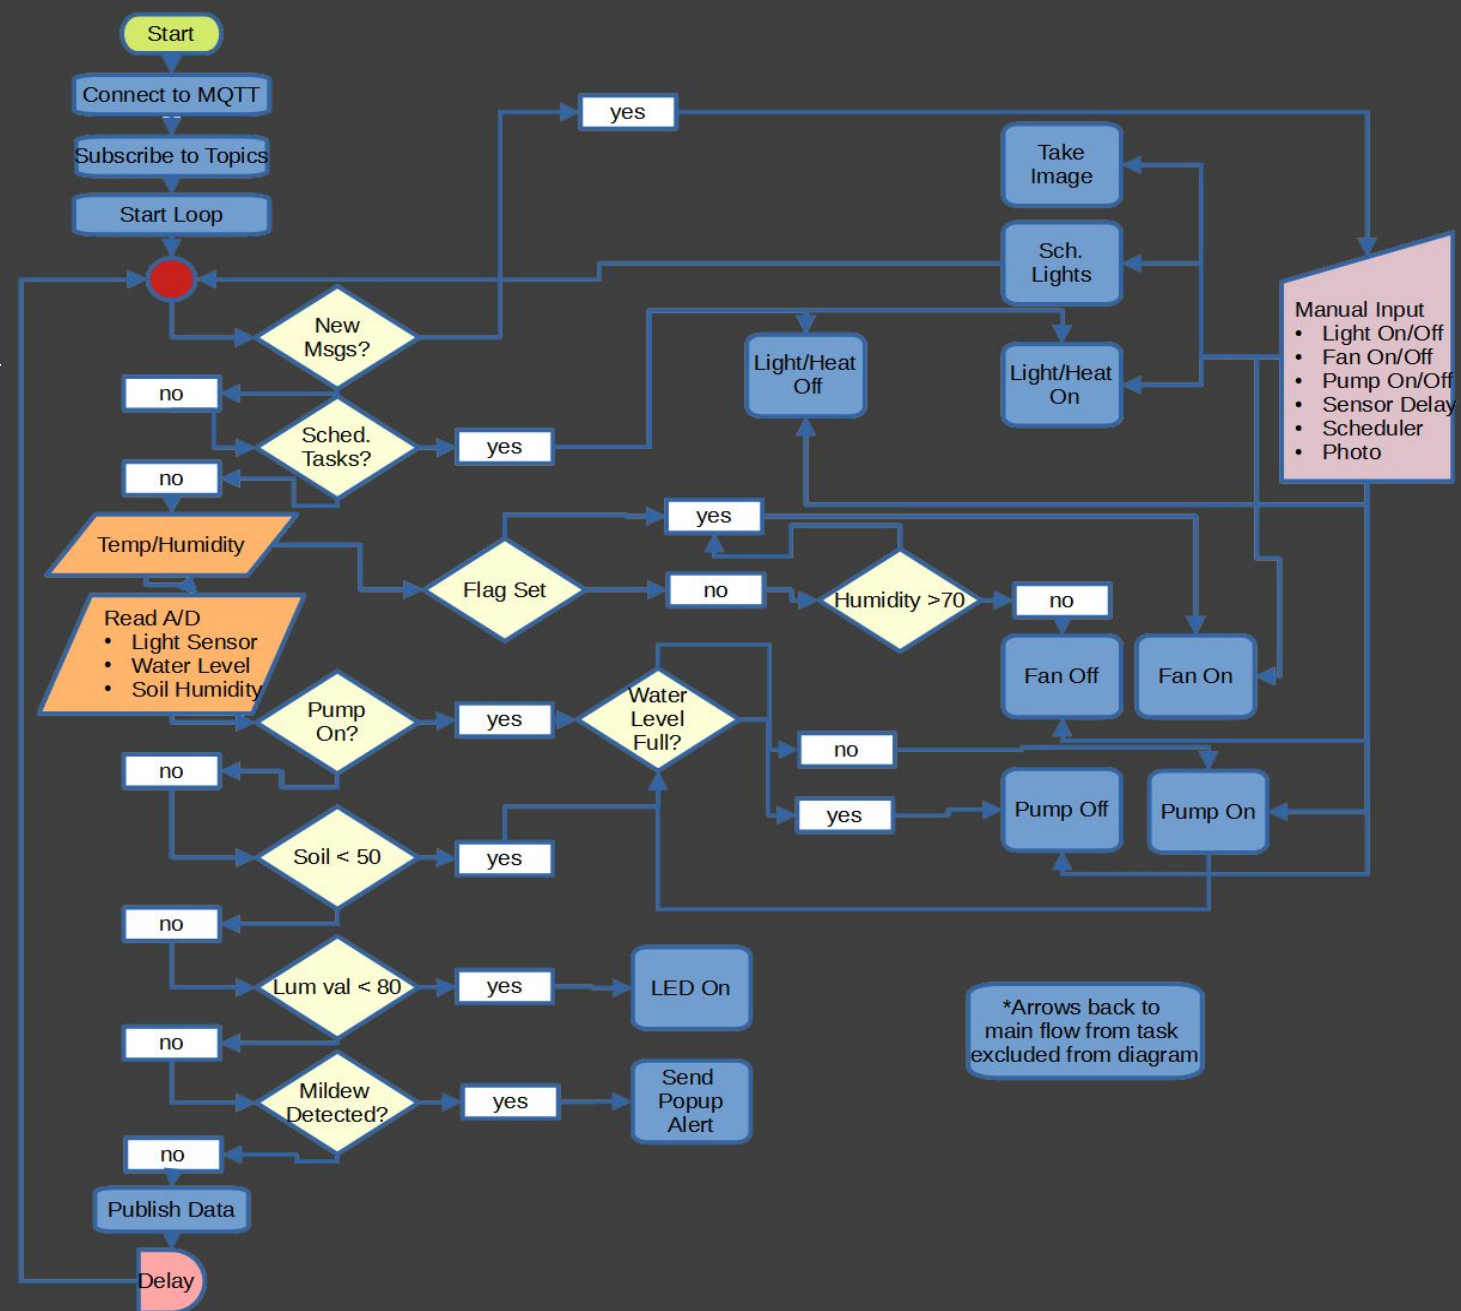 Start
Connect to MQTT
Subscribe to Topics
Start Loop
yes
Take
Image
Sch.
Lights
New
Msgs?
no
Manual Input
• Light On/Off
• Fan On/Off
• Pump On/Off
• Sensor Delay
• Scheduler
• Photo
Light/Heat
Off
Light/Heat
On
Sched.
Tasks?
yes
no
Temp/Humidity
yes
Flag Set
no
Humidity >70
no
Read A/D
• Light Sensor
• Water Level
• Soil Humidity
Fan Off
Fan On
Pump
On?
yes
Water
Level
Full?
no
no
yes
Pump Off
Pump On
Soil < 50
yes
no
Lum val < 80
yes
LED On
*Arrows back to
main flow from task
excluded from diagram
no
Mildew
Detected?
yes
Send
Popup
Alert
no
Publish Data
Delay